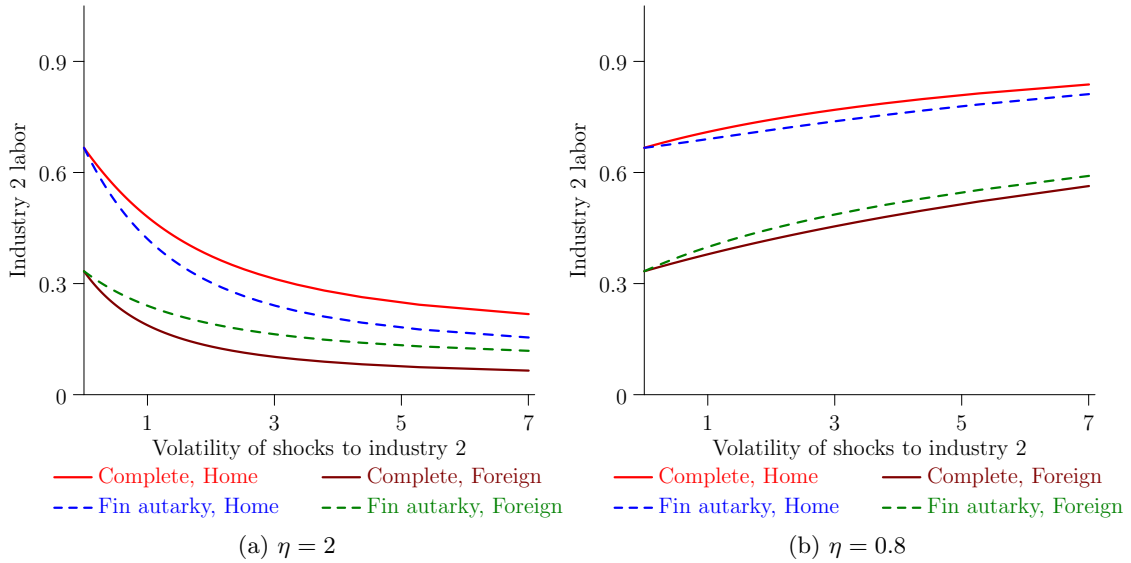 Industry 2 labor
0.9
0.6
0.3
0
1 3 5 7
Volatility of shocks to industry 2
Complete, Home Complete, Foreign
Fin autarky, Home Fin autarky, Foreign
(a) η = 2
Industry 2 labor
0.9
0.6
0.3
0
1 3 5 7
Volatility of shocks to industry 2
Complete, Home Complete, Foreign
Fin autarky, Home Fin autarky, Foreign
(b) η = 0.8